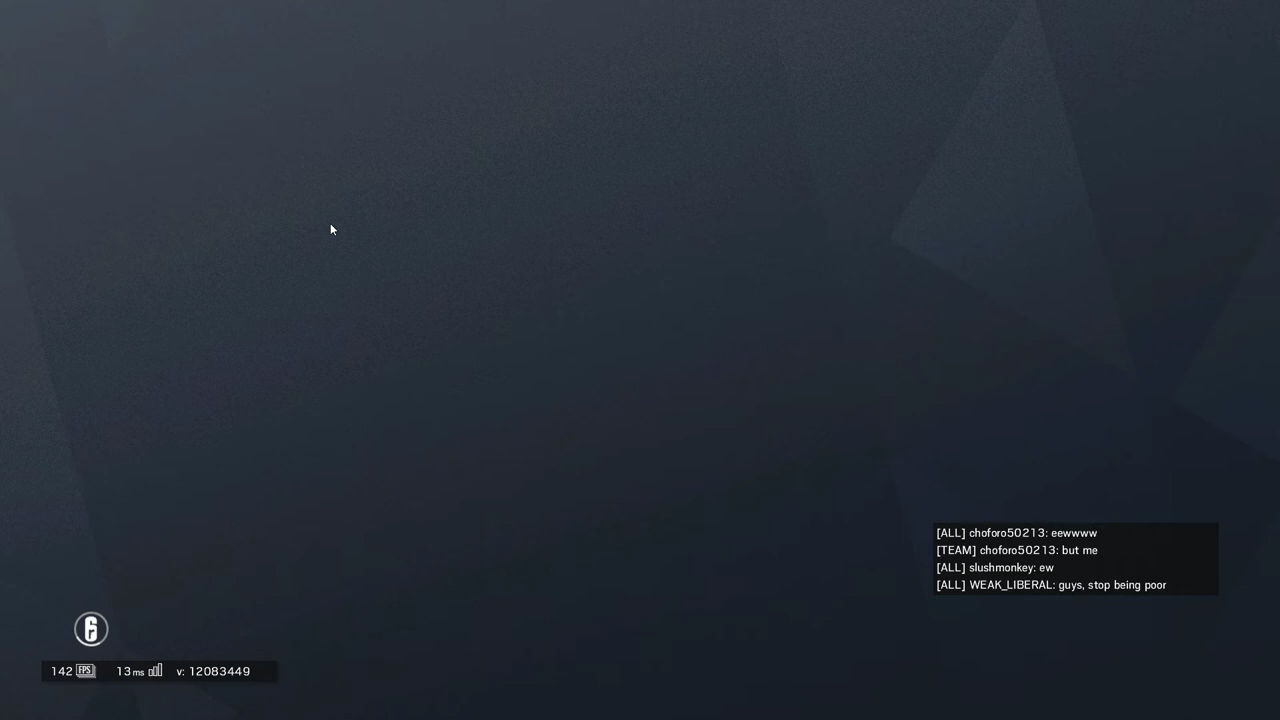 [ALL] choforo50213: eewwww
[TEAM] choforo50213: but me
[ALL] slushmonkey: ew
[ALL] WEAK_LIBERAL: guys, stop being poor
6
142 FPS 13 ms v: 12083449